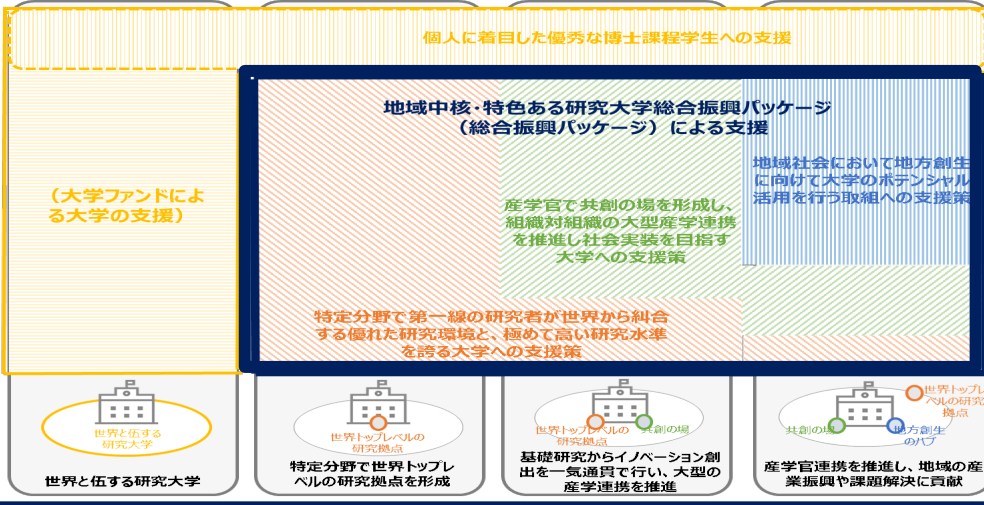 個人に着目した優秀な博士課程学生への支援
地域中核・特色ある研究大学総合振興パッケージ
（総合振興パッケージ）による支援
（大学ファンドによ
る大学の支援）
地域社会において地方創生
に向けて大学のポテンシャル
活用を行う取組への支援策
産学官で共創の場を形成し、
組織対組織の大型産学連携
を推進し社会実装を目指す
大学への支援策
特定分野で第一線の研究者が世界から糾合
する優れた研究環境と、極めて高い研究水準
を誇る大学への支援策
世界と伍する
研究大学
世界と伍する研究大学
世界トップレベルの
研究拠点
特定分野で世界トップレ
ベルの研究拠点を形成
世界トップレベルの
研究拠点
共創の場
基礎研究からイノベーション創
出を一気通貫で行い、大型の
産学連携を推進
世界トップレ
ベルの研究
拠点
共創の場
地方創生
のハブ
産学官連携を推進し、地域の産
業振興や課題解決に貢献